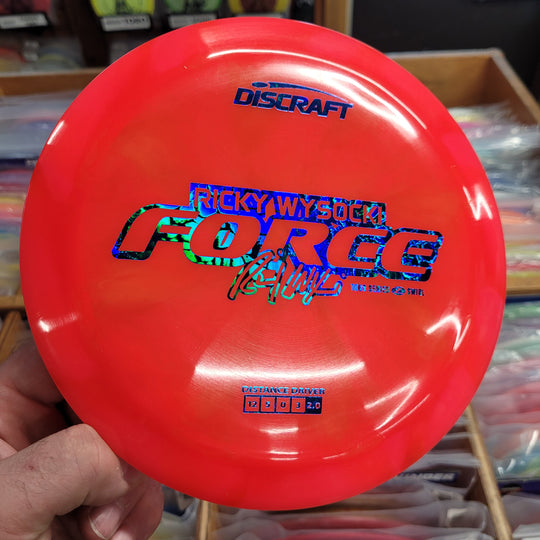 DISCRAFT
RICKY WYSOCKI
FORCE
DISTANCE DRIVER
12 5 0 3 2.0